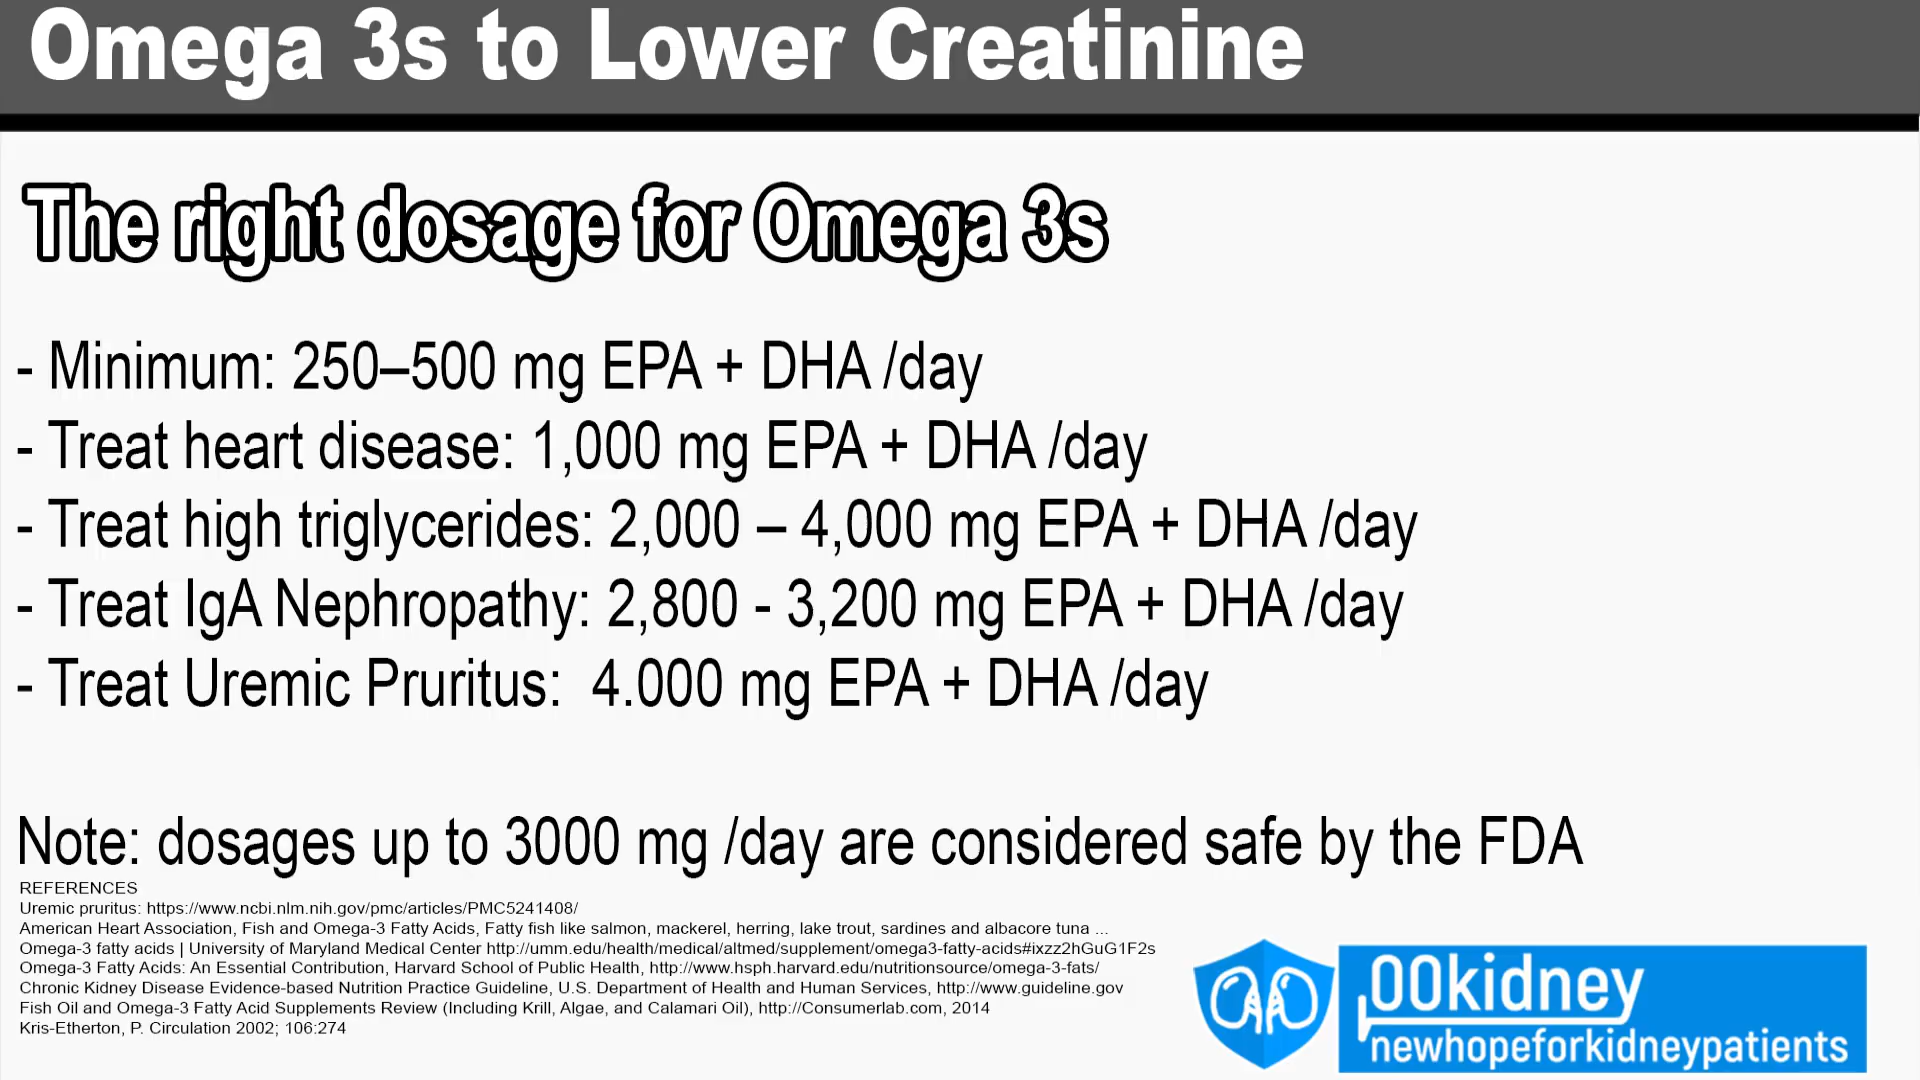 Omega 3s to Lower Creatinine
The right dosage for Omega 3s
- Minimum: 250–500 mg EPA + DHA /day
- Treat heart disease: 1,000 mg EPA + DHA /day
- Treat high triglycerides: 2,000 – 4,000 mg EPA + DHA /day
- Treat IgA Nephropathy: 2,800 - 3,200 mg EPA + DHA /day
- Treat Uremic Pruritus:  4.000 mg EPA + DHA /day
Note: dosages up to 3000 mg /day are considered safe by the FDA
REFERENCES
Uremic pruritus: https://www.ncbi.nlm.nih.gov/pmc/articles/PMC5241408/
American Heart Association, Fish and Omega-3 Fatty Acids, Fatty fish like salmon, mackerel, herring, lake trout, sardines and albacore tuna ...
Omega-3 fatty acids | University of Maryland Medical Center http://umm.edu/health/medical/altmed/supplement/omega3-fatty-acids#ixzz2hGuG1F2s
Omega-3 Fatty Acids: An Essential Contribution, Harvard School of Public Health, http://www.hsph.harvard.edu/nutritionsource/omega-3-fats/
Chronic Kidney Disease Evidence-based Nutrition Practice Guideline, U.S. Department of Health and Human Services, http://www.guideline.gov
Fish Oil and Omega-3 Fatty Acid Supplements Review (Including Krill, Algae, and Calamari Oil), http://Consumerlab.com, 2014
Kris-Etherton, P. Circulation 2002; 106:274
00kidney
newhopeforkidneypatients